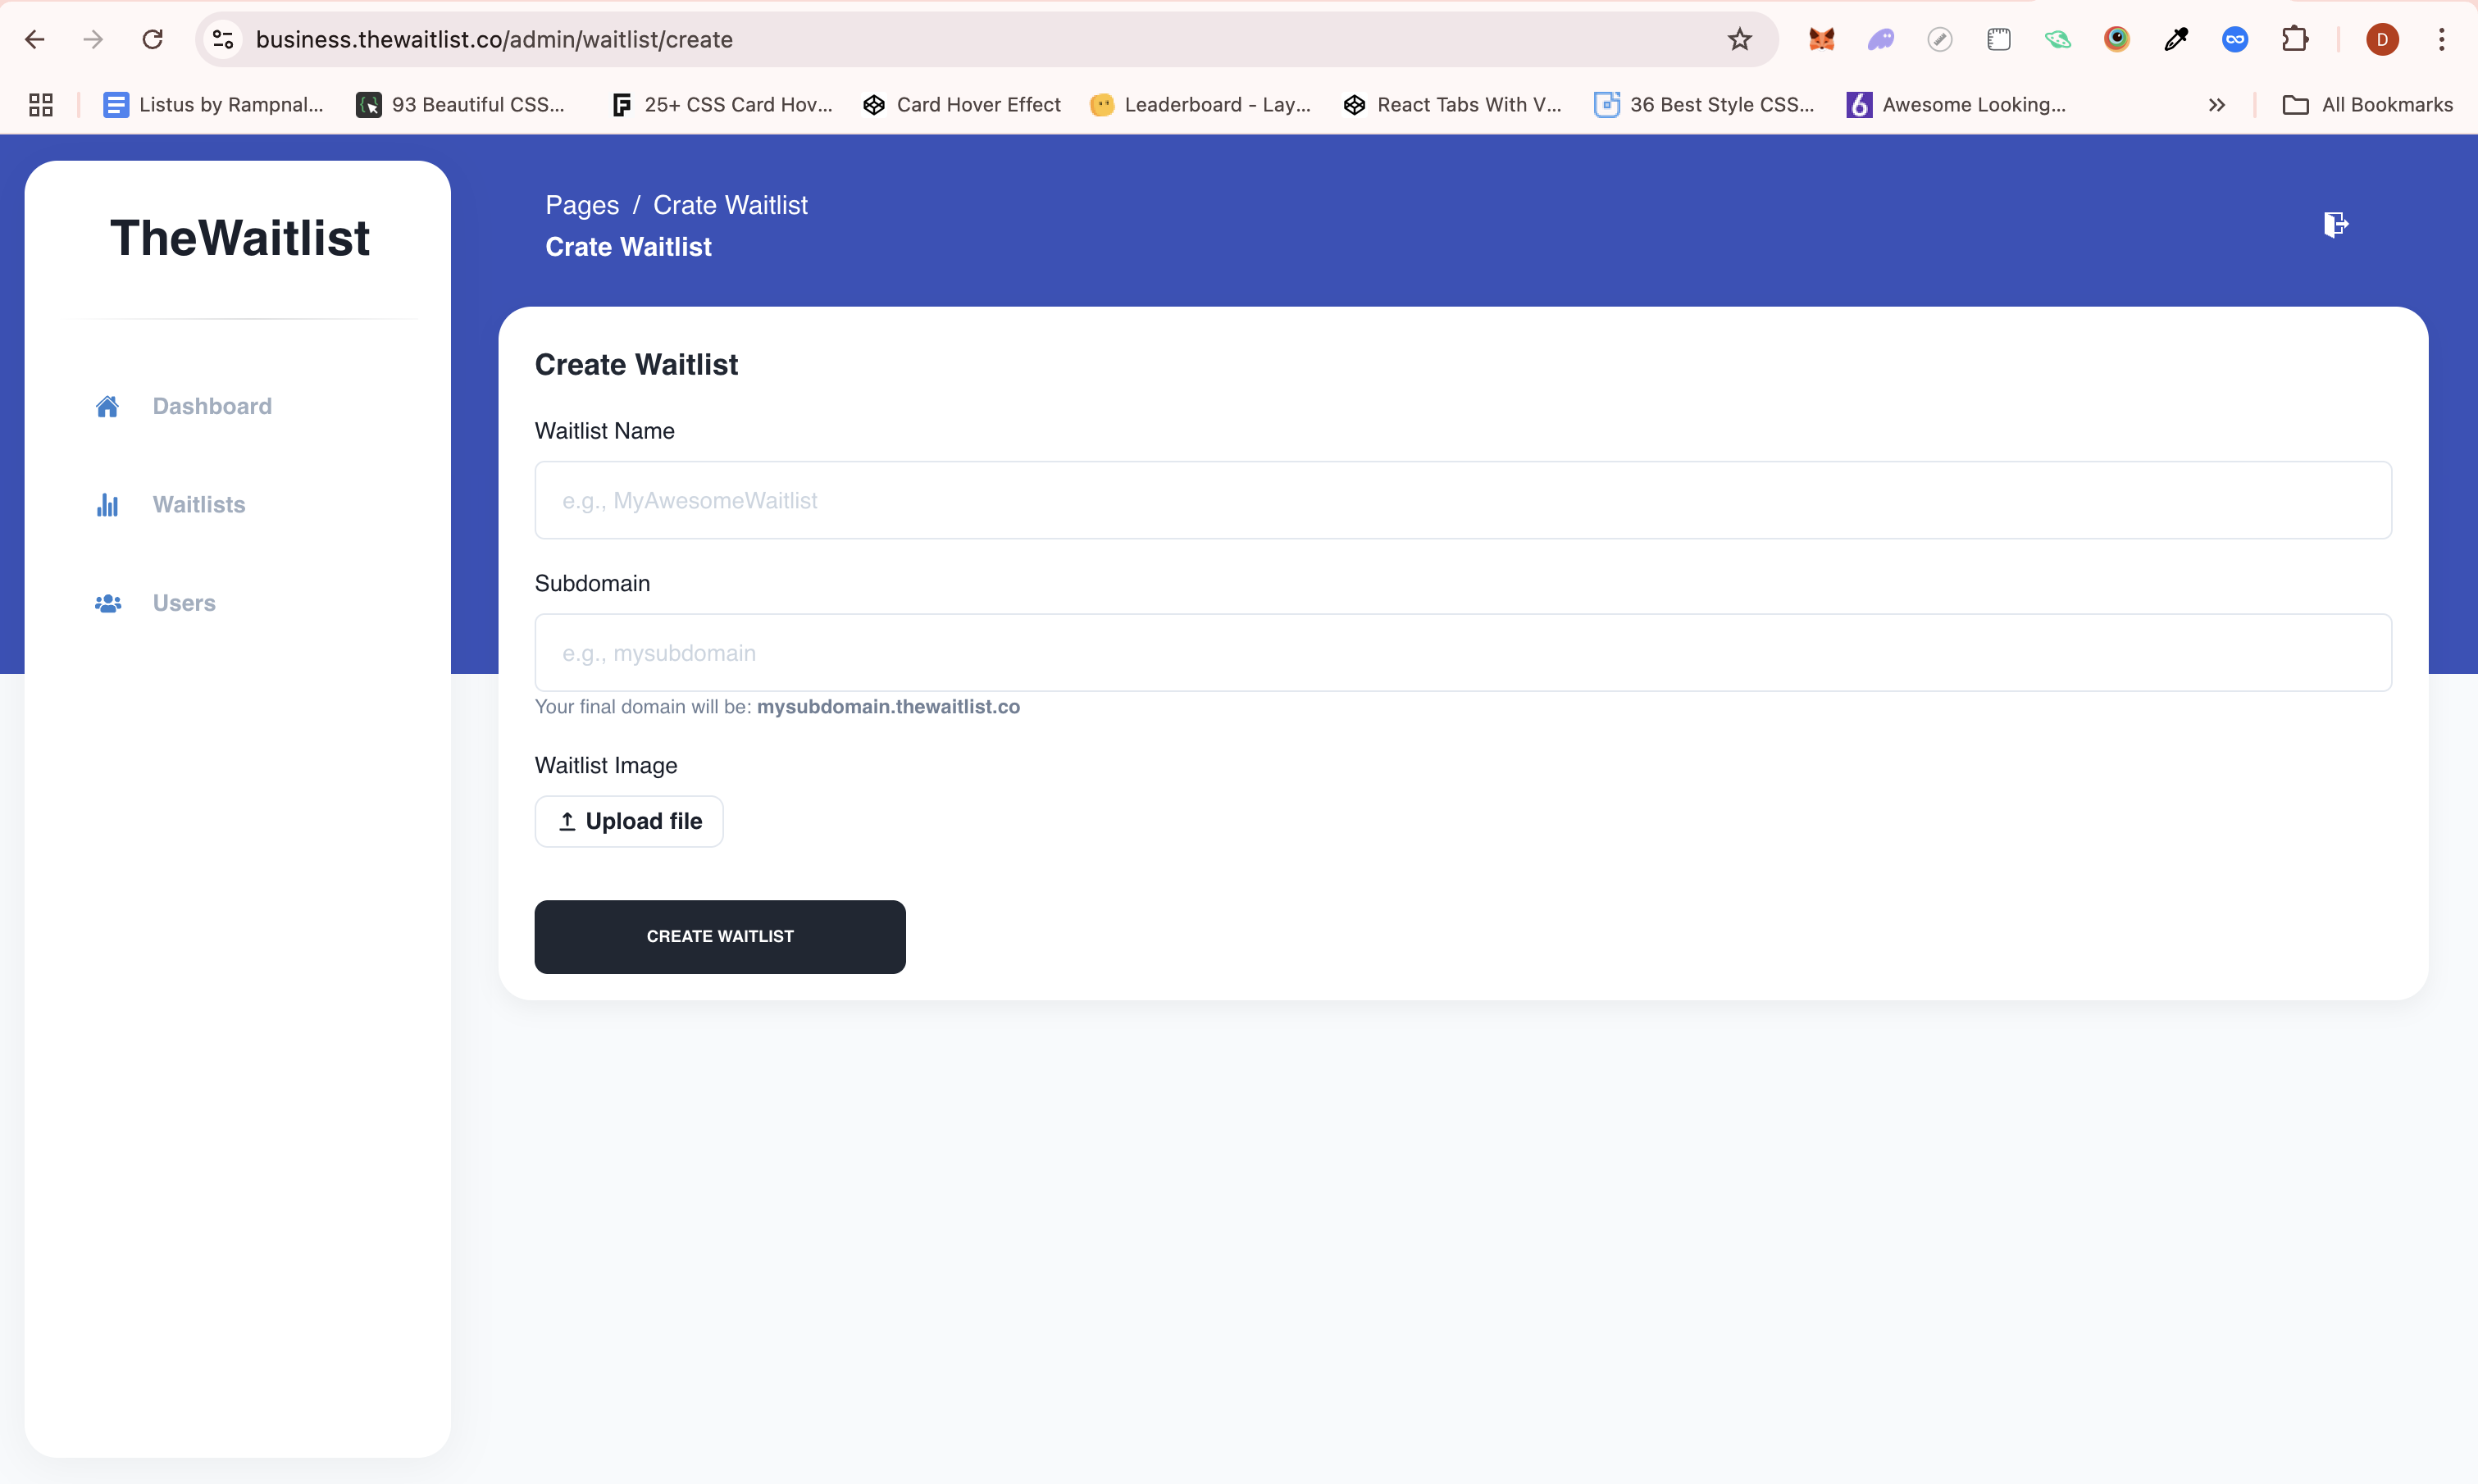 business.thewaitlist.co/admin/waitlist/create
D
Listus by Rampnal...
93 Beautiful CSS...
25+ CSS Card Hov...
Card Hover Effect
Leaderboard - Lay...
React Tabs With V...
36 Best Style CSS...
6
Awesome Looking...
All Bookmarks
TheWaitlist
Dashboard
Waitlists
Users
Pages / Crate Waitlist
Crate Waitlist
Create Waitlist
Waitlist Name
e.g., MyAwesomeWaitlist
Subdomain
e.g., mysubdomain
Your final domain will be: mysubdomain.thewaitlist.co
Waitlist Image
Upload file
CREATE WAITLIST